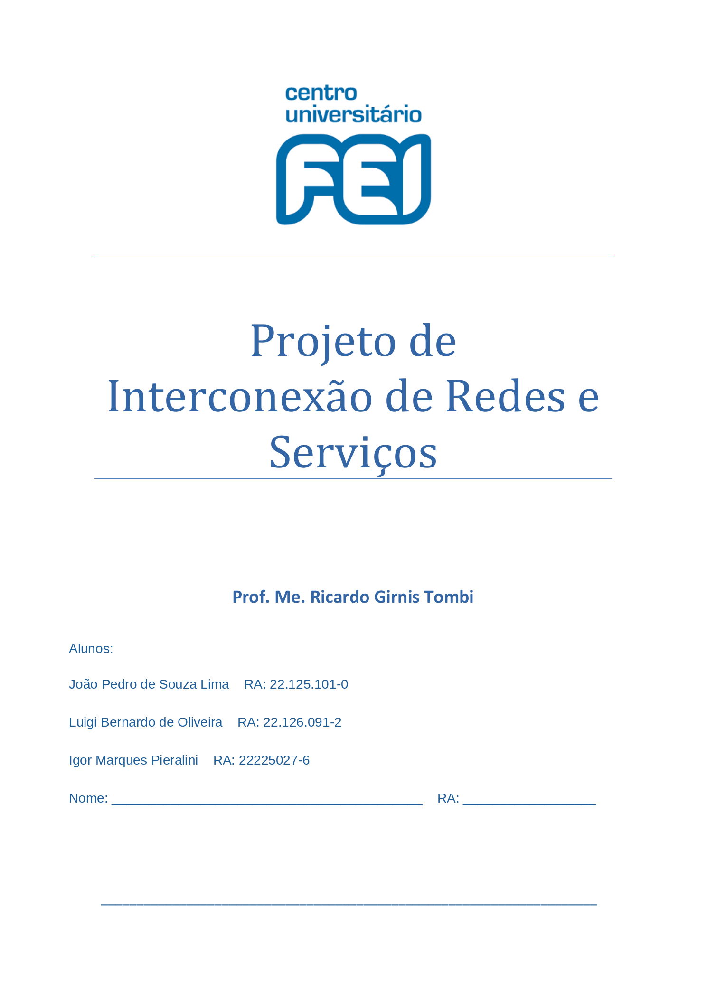 centro
universitário
FEI
Projeto de
Interconexão de Redes e
Serviços
Prof. Me. Ricardo Girnis Tombi
Alunos:
João Pedro de Souza Lima RA: 22.125.101-0
Luigi Bernardo de Oliveira RA: 22.126.091-2
Igor Marques Pieralini RA: 22225027-6
Nome: __________________________________________ RA: __________________